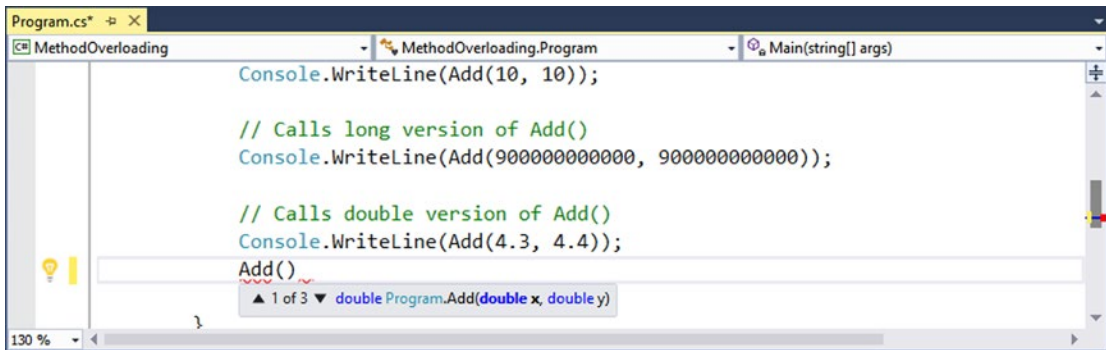 Program.cs*
MethodOverloading MethodOverloading.Program Main(string[] args)
Console.WriteLine(Add(10, 10));
// Calls long version of Add()
Console.WriteLine(Add(900000000000, 900000000000));
// Calls double version of Add()
Console.WriteLine(Add(4.3, 4.4));
Add()
▲ 1 of 3 ▼ double Program.Add(double x, double y)
}
130 %